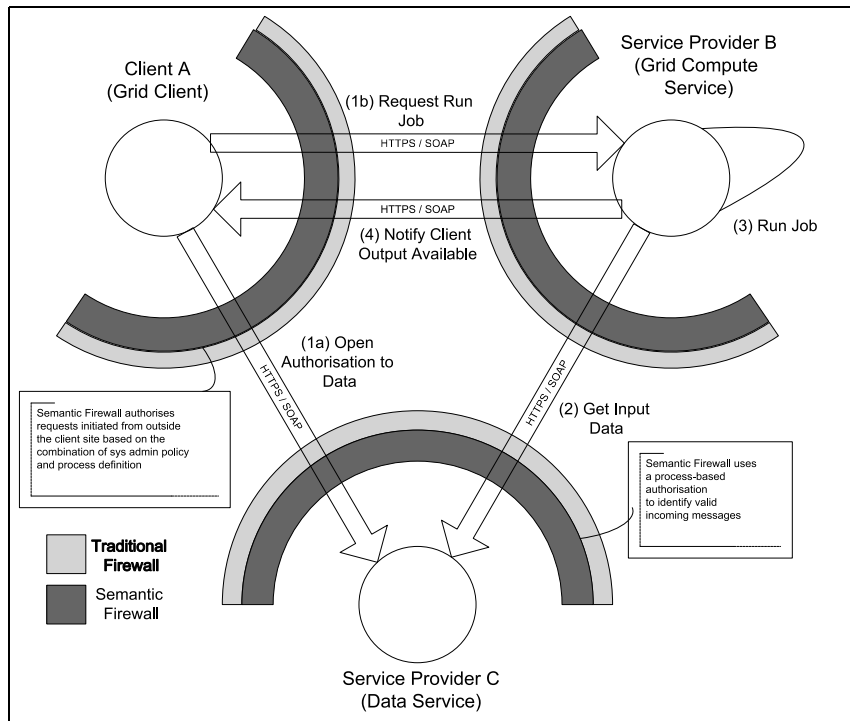 Client A
(Grid Client)
Service Provider B
(Grid Compute
Service)
(1b) Request Run
Job
HTTPS / SOAP
HTTPS / SOAP
(4) Notify Client
Output Available
(3) Run Job
(1a) Open
Authorisation to
Data
HTTPS / SOAP
HTTPS / SOAP
(2) Get Input
Data
Semantic Firewall authorises
requests initiated from outside
the client site based on the
combination of sys admin policy
and process definition
Semantic Firewall uses
a process-based
authorisation
to identify valid
incoming messages
Traditional
Firewall
Semantic
Firewall
Service Provider C
(Data Service)